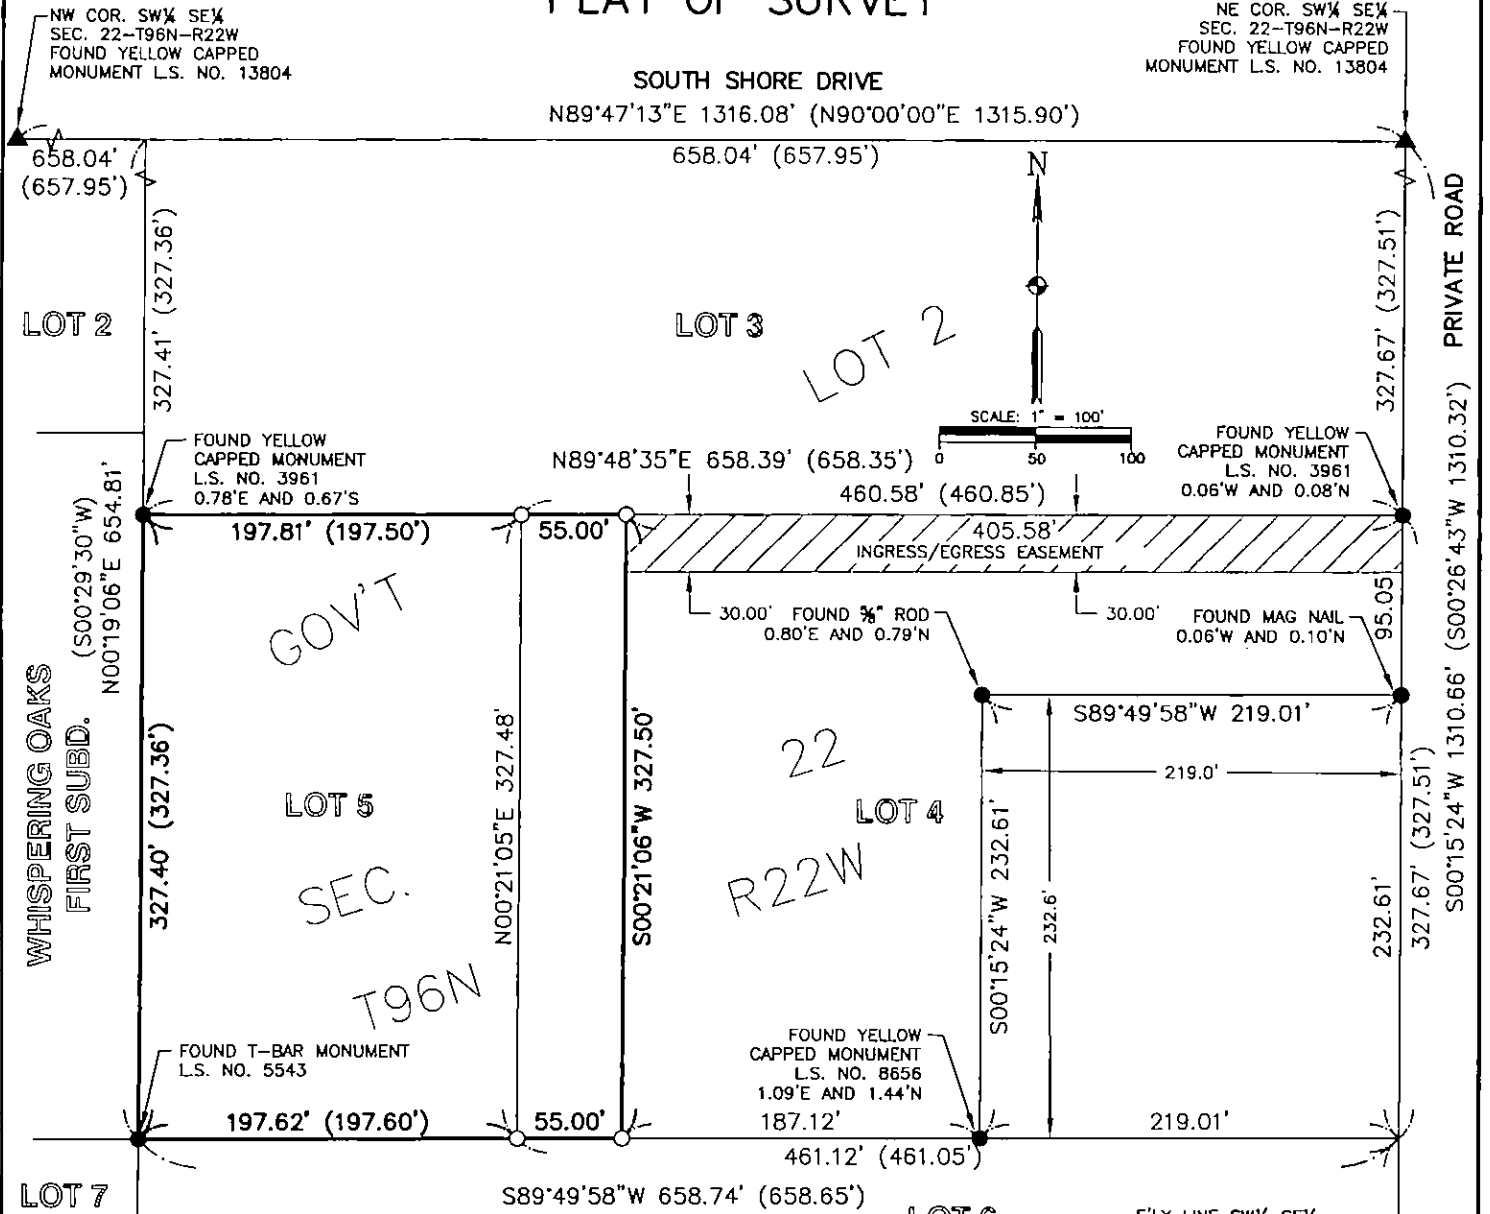 PLAT OF SURVEY
NW COR. SW¼ SE¼
SEC. 22-T96N-R22W
FOUND YELLOW CAPPED
MONUMENT L.S. NO. 13804
NE COR. SW¼ SE¼
SEC. 22-T96N-R22W
FOUND YELLOW CAPPED
MONUMENT L.S. NO. 13804
SOUTH SHORE DRIVE
N89°47'13"E 1316.08' (N90°00'00"E 1315.90')
658.04'
(657.95')
658.04' (657.95')
N
327.41' (327.36')
327.67' (327.51')
PRIVATE ROAD
LOT 2
LOT 3
LOT 2
SCALE: 1" = 100'
0 50 100
FOUND YELLOW
CAPPED MONUMENT
L.S. NO. 3961
0.78'E AND 0.67'S
N89°48'35"E 658.39' (658.35')
460.58' (460.85')
FOUND YELLOW
CAPPED MONUMENT
L.S. NO. 3961
0.06'W AND 0.08'N
(S00°29'30"W)
N00°19'06"E 654.81'
197.81' (197.50')
55.00'
405.58'
INGRESS/EGRESS EASEMENT
GOV'T
30.00'
FOUND ⅝" ROD
0.80'E AND 0.79'N
30.00'
FOUND MAG NAIL
0.06'W AND 0.10'N
95.05
S00°15'24"W 1310.66' (S00°26'43"W 1310.32')
WHISPERING OAKS
FIRST SUBD.
327.40' (327.36')
LOT 5
N00°21'05"E 327.48'
S00°21'06"W 327.50'
22
LOT 4
S89°49'58"W 219.01'
219.0'
S00°15'24"W 232.61'
232.6'
232.61'
327.67' (327.51')
SEC.
R22W
T96N
FOUND T-BAR MONUMENT
L.S. NO. 5543
FOUND YELLOW
CAPPED MONUMENT
L.S. NO. 8656
1.09'E AND 1.44'N
197.62' (197.60')
55.00'
187.12'
219.01'
461.12' (461.05')
LOT 7
S89°49'58"W 658.74' (658.65')
LOT 6
E'LY LINE SW¼ SE¼